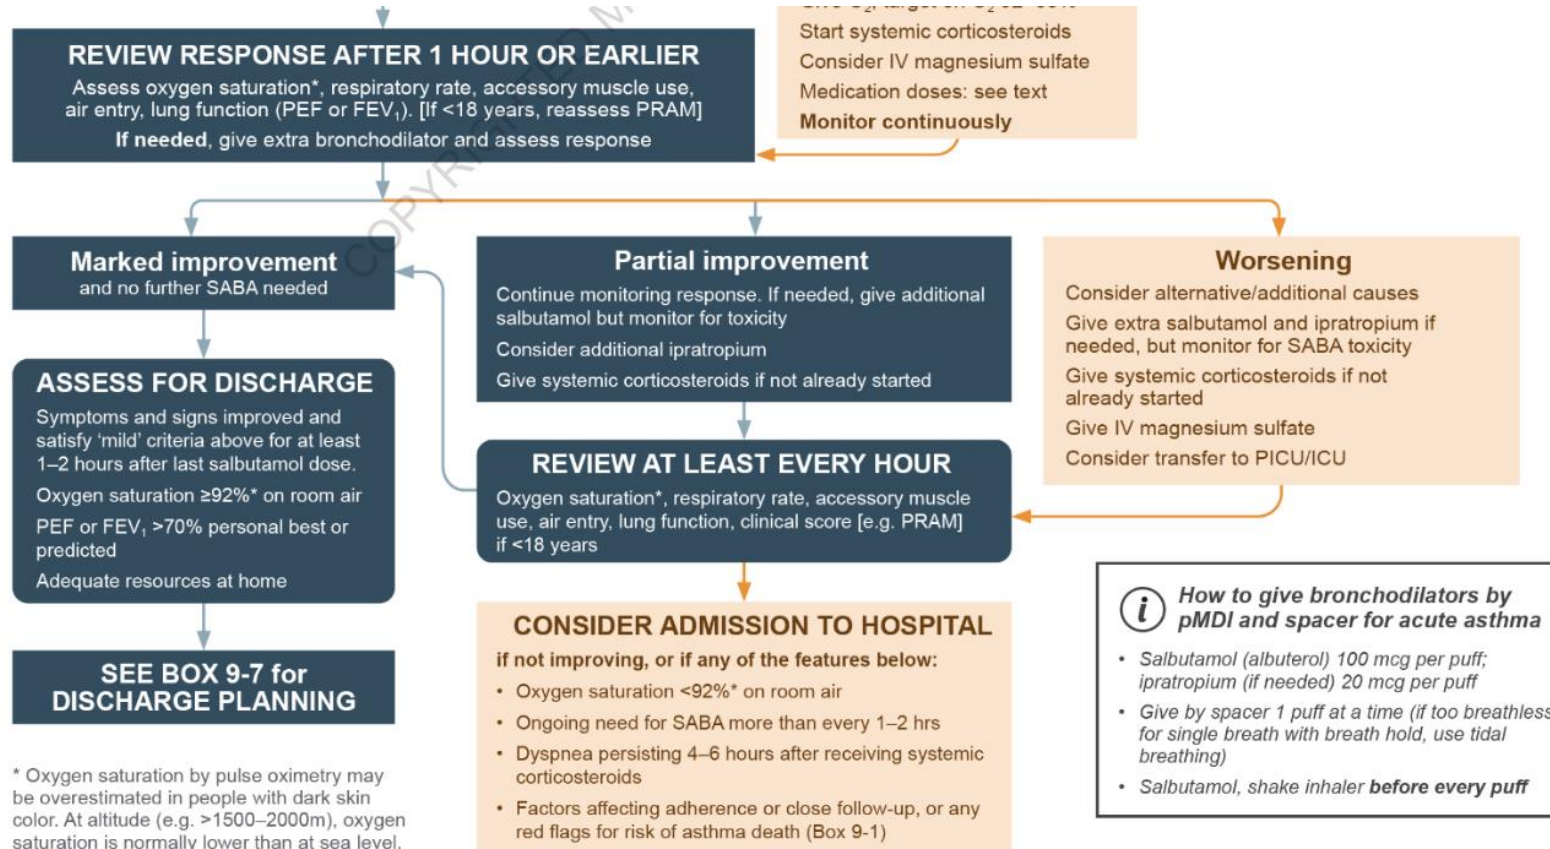 Start systemic corticosteroids
Consider IV magnesium sulfate
Medication doses: see text
Monitor continuously
REVIEW RESPONSE AFTER 1 HOUR OR EARLIER
Assess oxygen saturation*, respiratory rate, accessory muscle use,
air entry, lung function (PEF or FEV₁). [If <18 years, reassess PRAM]
If needed, give extra bronchodilator and assess response
COPYRIGHTED M
Marked improvement
and no further SABA needed
ASSESS FOR DISCHARGE
Symptoms and signs improved and
satisfy ‘mild’ criteria above for at least
1–2 hours after last salbutamol dose.
Oxygen saturation ≥92%* on room air
PEF or FEV₁ >70% personal best or
predicted
Adequate resources at home
SEE BOX 9-7 for
DISCHARGE PLANNING
* Oxygen saturation by pulse oximetry may
be overestimated in people with dark skin
color. At altitude (e.g. >1500–2000m), oxygen
saturation is normally lower than at sea level.
Partial improvement
Continue monitoring response. If needed, give additional
salbutamol but monitor for toxicity
Consider additional ipratropium
Give systemic corticosteroids if not already started
REVIEW AT LEAST EVERY HOUR
Oxygen saturation*, respiratory rate, accessory muscle
use, air entry, lung function, clinical score [e.g. PRAM]
if <18 years
CONSIDER ADMISSION TO HOSPITAL
if not improving, or if any of the features below:
• Oxygen saturation <92%* on room air
• Ongoing need for SABA more than every 1–2 hrs
• Dyspnea persisting 4–6 hours after receiving systemic
corticosteroids
• Factors affecting adherence or close follow-up, or any
red flags for risk of asthma death (Box 9-1)
Worsening
Consider alternative/additional causes
Give extra salbutamol and ipratropium if
needed, but monitor for SABA toxicity
Give systemic corticosteroids if not
already started
Give IV magnesium sulfate
Consider transfer to PICU/ICU
i
How to give bronchodilators by
pMDI and spacer for acute asthma
• Salbutamol (albuterol) 100 mcg per puff;
ipratropium (if needed) 20 mcg per puff
• Give by spacer 1 puff at a time (if too breathless
for single breath with breath hold, use tidal
breathing)
• Salbutamol, shake inhaler before every puff